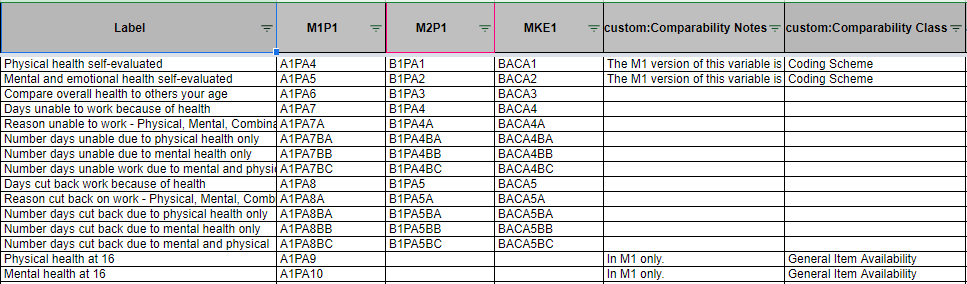 Label M1P1 M2P1 MKE1 custom:Comparability Notes custom:Comparability Class
Physical health self-evaluated A1PA4 B1PA1 BACA1 The M1 version of this variable is Coding Scheme
Mental and emotional health self-evaluated A1PA5 B1PA2 BACA2 The M1 version of this variable is Coding Scheme
Compare overall health to others your age A1PA6 B1PA3 BACA3
Days unable to work because of health A1PA7 B1PA4 BACA4
Reason unable to work - Physical, Mental, Combina A1PA7A B1PA4A BACA4A
Number days unable due to physical health only A1PA7BA B1PA4BA BACA4BA
Number days unable due to mental health only A1PA7BB B1PA4BB BACA4BB
Number days unable work due to mental and physi A1PA7BC B1PA4BC BACA4BC
Days cut back work because of health A1PA8 B1PA5 BACA5
Reason cut back on work - Physical, Mental, Comb A1PA8A B1PA5A BACA5A
Number days cut back due to physical health only A1PA8BA B1PA5BA BACA5BA
Number days cut back due to mental health only A1PA8BB B1PA5BB BACA5BB
Number days cut back due to mental and physical A1PA8BC B1PA5BC BACA5BC
Physical health at 16 A1PA9 In M1 only. General Item Availability
Mental health at 16 A1PA10 In M1 only. General Item Availability